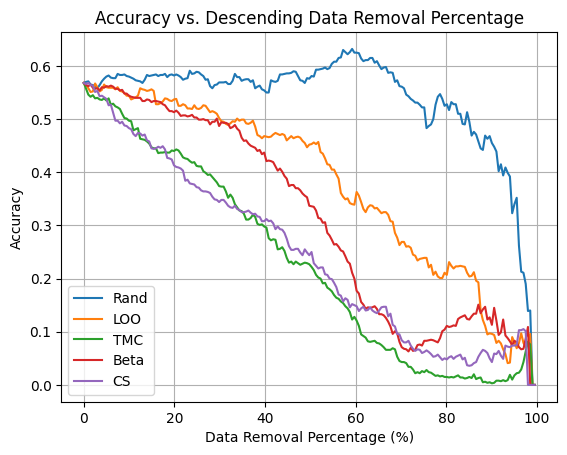 Accuracy vs. Descending Data Removal Percentage
Accuracy
0.6
0.5
0.4
0.3
0.2
0.1
0.0
Rand
LOO
TMC
Beta
CS
0 20 40 60 80 100
Data Removal Percentage (%)